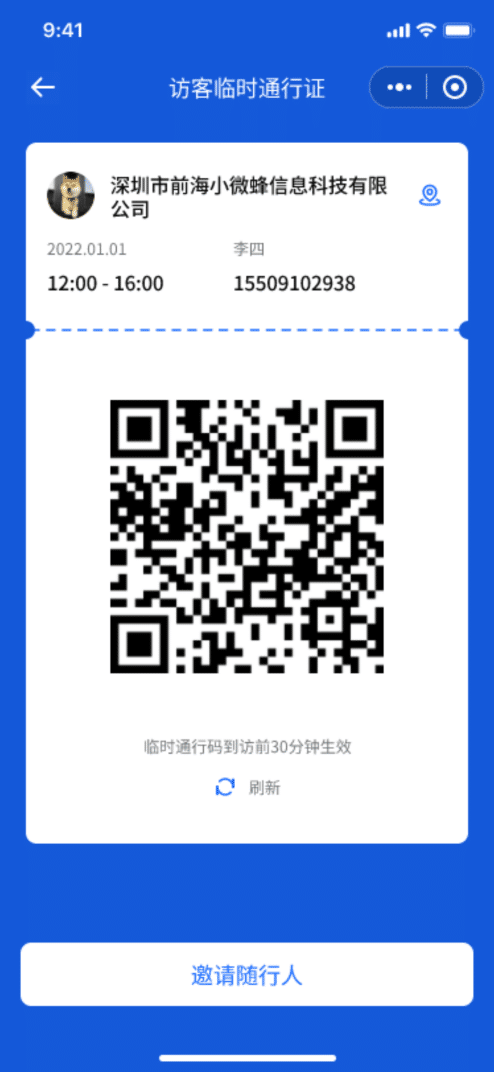 9:41
访客临时通行证
深圳市前海小微蜂信息科技有限
公司
2022.01.01 李四
12:00 - 16:00 15509102938
临时通行码到访前30分钟生效
刷新
邀请随行人